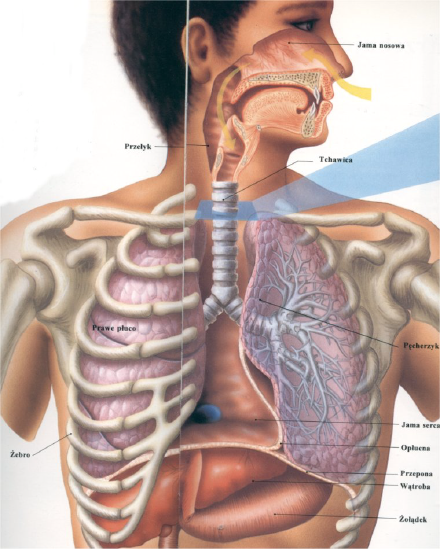 Jama nosowa
Przełyk
Tchawica
Prawe płuco
Pęcherzyk
Jama serca
Opłucna
Żebro
Przepona
Wątroba
Żołądek